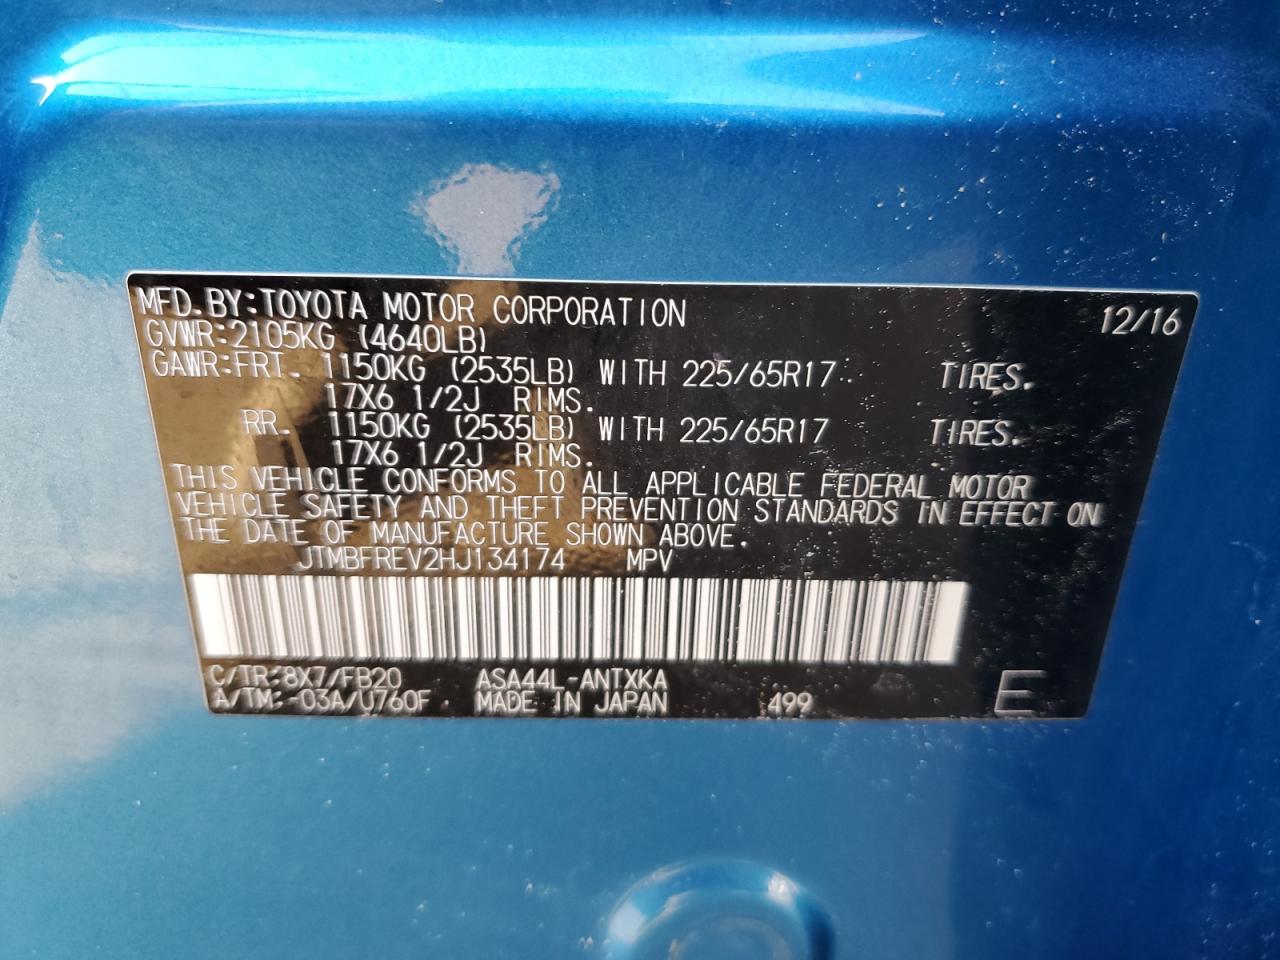 MFD.BY:TOYOTA MOTOR CORPORATION 12/16
GVWR:2105KG (4640LB)
GAWR:FRT. 1150KG (2535LB) WITH 225/65R17 TIRES.
17X6 1/2J RIMS.
RR. 1150KG (2535LB) WITH 225/65R17 TIRES.
17X6 1/2J RIMS.
THIS VEHICLE CONFORMS TO ALL APPLICABLE FEDERAL MOTOR
VEHICLE SAFETY AND THEFT PREVENTION STANDARDS IN EFFECT ON
THE DATE OF MANUFACTURE SHOWN ABOVE.
JTMBFREV2HJ134174 MPV
C/TR:8X7/FB20 ASA44L-ANTXKA
A/TM:-03A/U760F MADE IN JAPAN 499 E